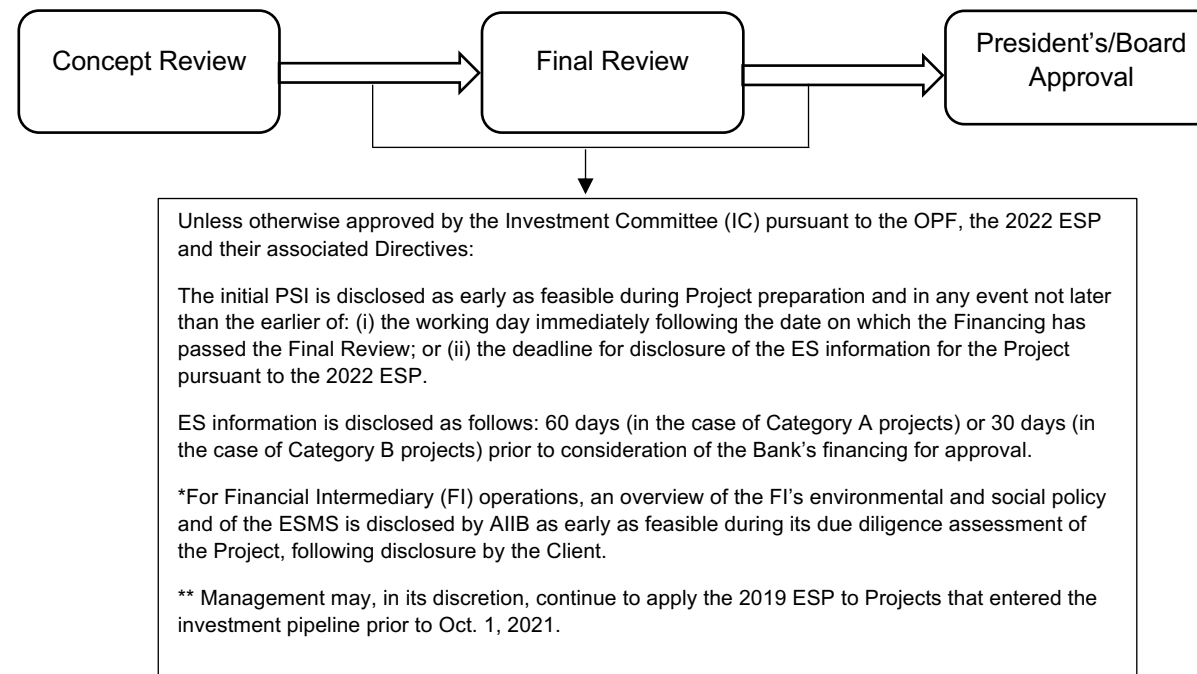 Concept Review
Final Review
President’s/Board
Approval
Unless otherwise approved by the Investment Committee (IC) pursuant to the OPF, the 2022 ESP
and their associated Directives:
The initial PSI is disclosed as early as feasible during Project preparation and in any event not later
than the earlier of: (i) the working day immediately following the date on which the Financing has
passed the Final Review; or (ii) the deadline for disclosure of the ES information for the Project
pursuant to the 2022 ESP.
ES information is disclosed as follows: 60 days (in the case of Category A projects) or 30 days (in
the case of Category B projects) prior to consideration of the Bank’s financing for approval.
*For Financial Intermediary (FI) operations, an overview of the FI’s environmental and social policy
and of the ESMS is disclosed by AIIB as early as feasible during its due diligence assessment of
the Project, following disclosure by the Client.
** Management may, in its discretion, continue to apply the 2019 ESP to Projects that entered the
investment pipeline prior to Oct. 1, 2021.